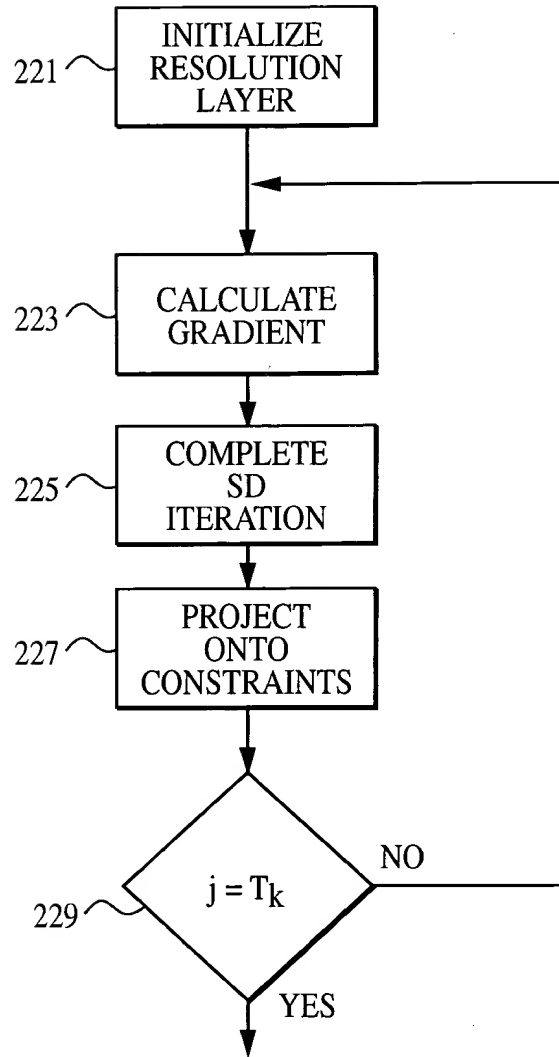 INITIALIZE
RESOLUTION
LAYER
221
CALCULATE
GRADIENT
223
COMPLETE
SD
ITERATION
225
PROJECT
ONTO
CONSTRAINTS
227
j = Tk
NO
229
YES